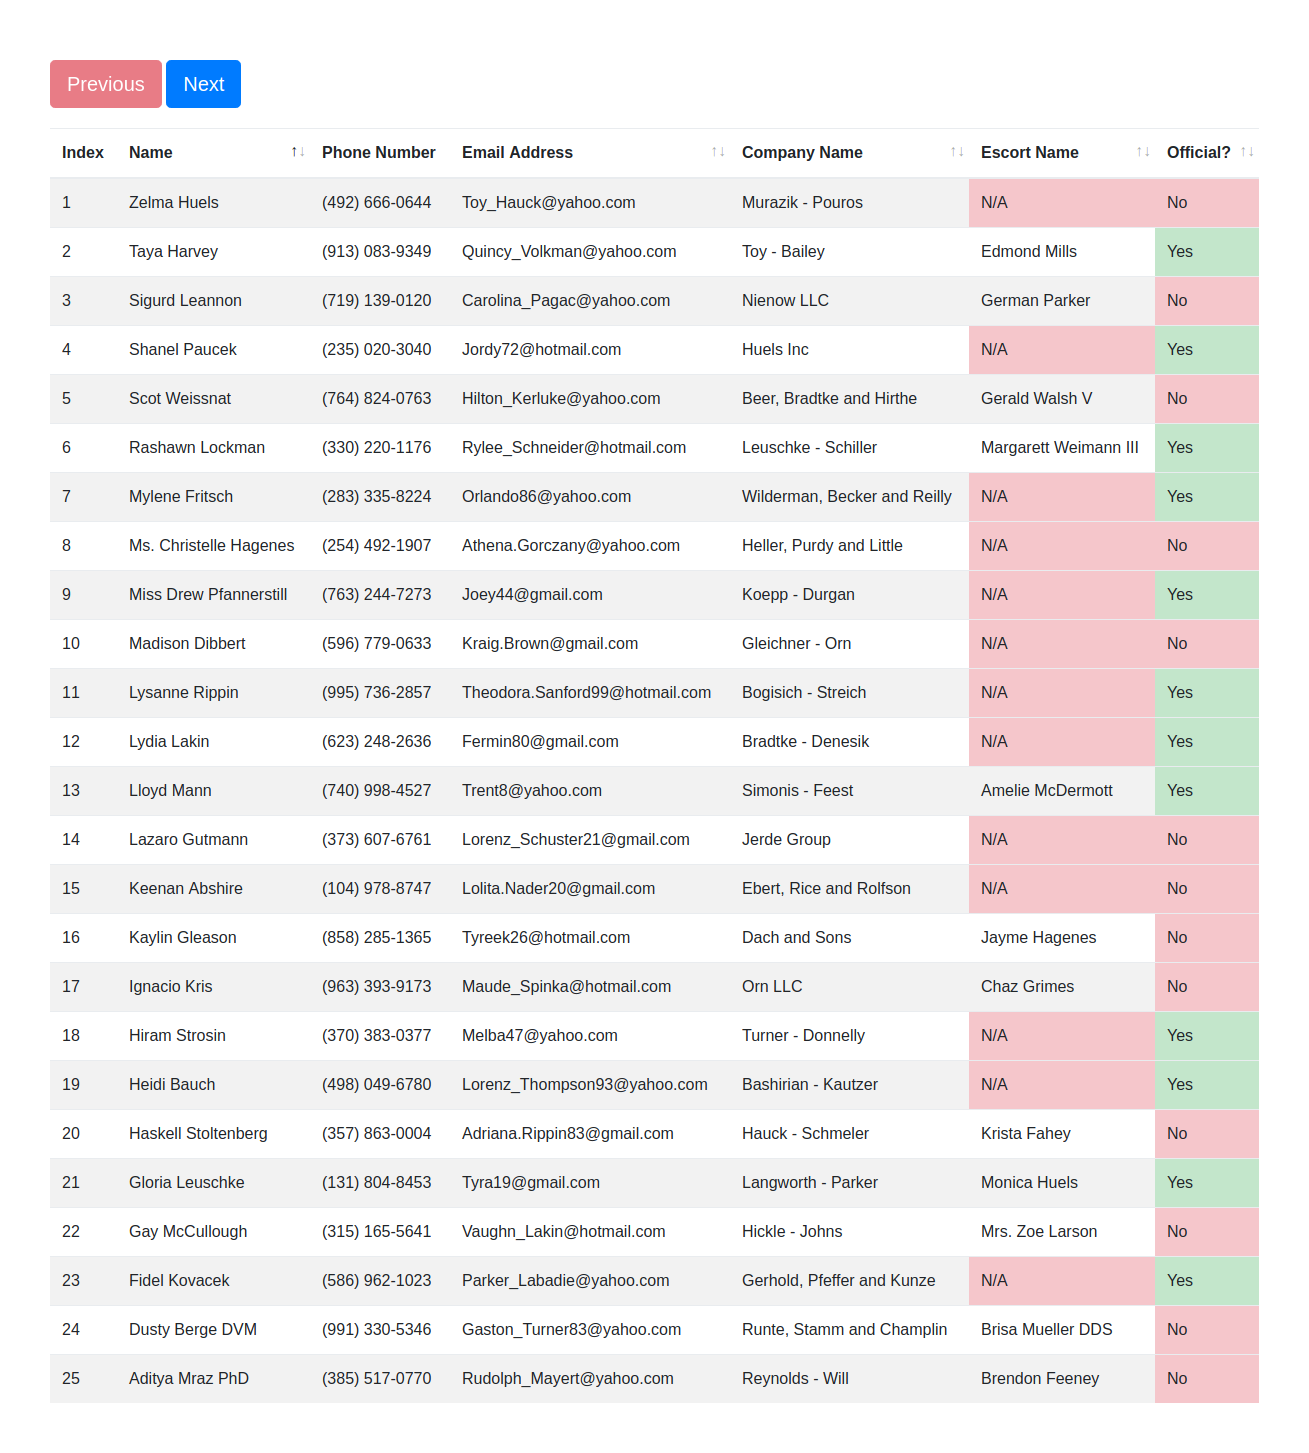 Previous Next
Index Name ↑↓ Phone Number Email Address ↑↓ Company Name ↑↓ Escort Name ↑↓ Official? ↑↓
1 Zelma Huels (492) 666-0644 Toy_Hauck@yahoo.com Murazik - Pouros N/A No
2 Taya Harvey (913) 083-9349 Quincy_Volkman@yahoo.com Toy - Bailey Edmond Mills Yes
3 Sigurd Leannon (719) 139-0120 Carolina_Pagac@yahoo.com Nienow LLC German Parker No
4 Shanel Paucek (235) 020-3040 Jordy72@hotmail.com Huels Inc N/A Yes
5 Scot Weissnat (764) 824-0763 Hilton_Kerluke@yahoo.com Beer, Bradtke and Hirthe Gerald Walsh V No
6 Rashawn Lockman (330) 220-1176 Rylee_Schneider@hotmail.com Leuschke - Schiller Margarett Weimann III Yes
7 Mylene Fritsch (283) 335-8224 Orlando86@yahoo.com Wilderman, Becker and Reilly N/A Yes
8 Ms. Christelle Hagenes (254) 492-1907 Athena.Gorczany@yahoo.com Heller, Purdy and Little N/A No
9 Miss Drew Pfannerstill (763) 244-7273 Joey44@gmail.com Koepp - Durgan N/A Yes
10 Madison Dibbert (596) 779-0633 Kraig.Brown@gmail.com Gleichner - Orn N/A No
11 Lysanne Rippin (995) 736-2857 Theodora.Sanford99@hotmail.com Bogisich - Streich N/A Yes
12 Lydia Lakin (623) 248-2636 Fermin80@gmail.com Bradtke - Denesik N/A Yes
13 Lloyd Mann (740) 998-4527 Trent8@yahoo.com Simonis - Feest Amelie McDermott Yes
14 Lazaro Gutmann (373) 607-6761 Lorenz_Schuster21@gmail.com Jerde Group N/A No
15 Keenan Abshire (104) 978-8747 Lolita.Nader20@gmail.com Ebert, Rice and Rolfson N/A No
16 Kaylin Gleason (858) 285-1365 Tyreek26@hotmail.com Dach and Sons Jayme Hagenes No
17 Ignacio Kris (963) 393-9173 Maude_Spinka@hotmail.com Orn LLC Chaz Grimes No
18 Hiram Strosin (370) 383-0377 Melba47@yahoo.com Turner - Donnelly N/A Yes
19 Heidi Bauch (498) 049-6780 Lorenz_Thompson93@yahoo.com Bashirian - Kautzer N/A Yes
20 Haskell Stoltenberg (357) 863-0004 Adriana.Rippin83@gmail.com Hauck - Schmeler Krista Fahey No
21 Gloria Leuschke (131) 804-8453 Tyra19@gmail.com Langworth - Parker Monica Huels Yes
22 Gay McCullough (315) 165-5641 Vaughn_Lakin@hotmail.com Hickle - Johns Mrs. Zoe Larson No
23 Fidel Kovacek (586) 962-1023 Parker_Labadie@yahoo.com Gerhold, Pfeffer and Kunze N/A Yes
24 Dusty Berge DVM (991) 330-5346 Gaston_Turner83@yahoo.com Runte, Stamm and Champlin Brisa Mueller DDS No
25 Aditya Mraz PhD (385) 517-0770 Rudolph_Mayert@yahoo.com Reynolds - Will Brendon Feeney No